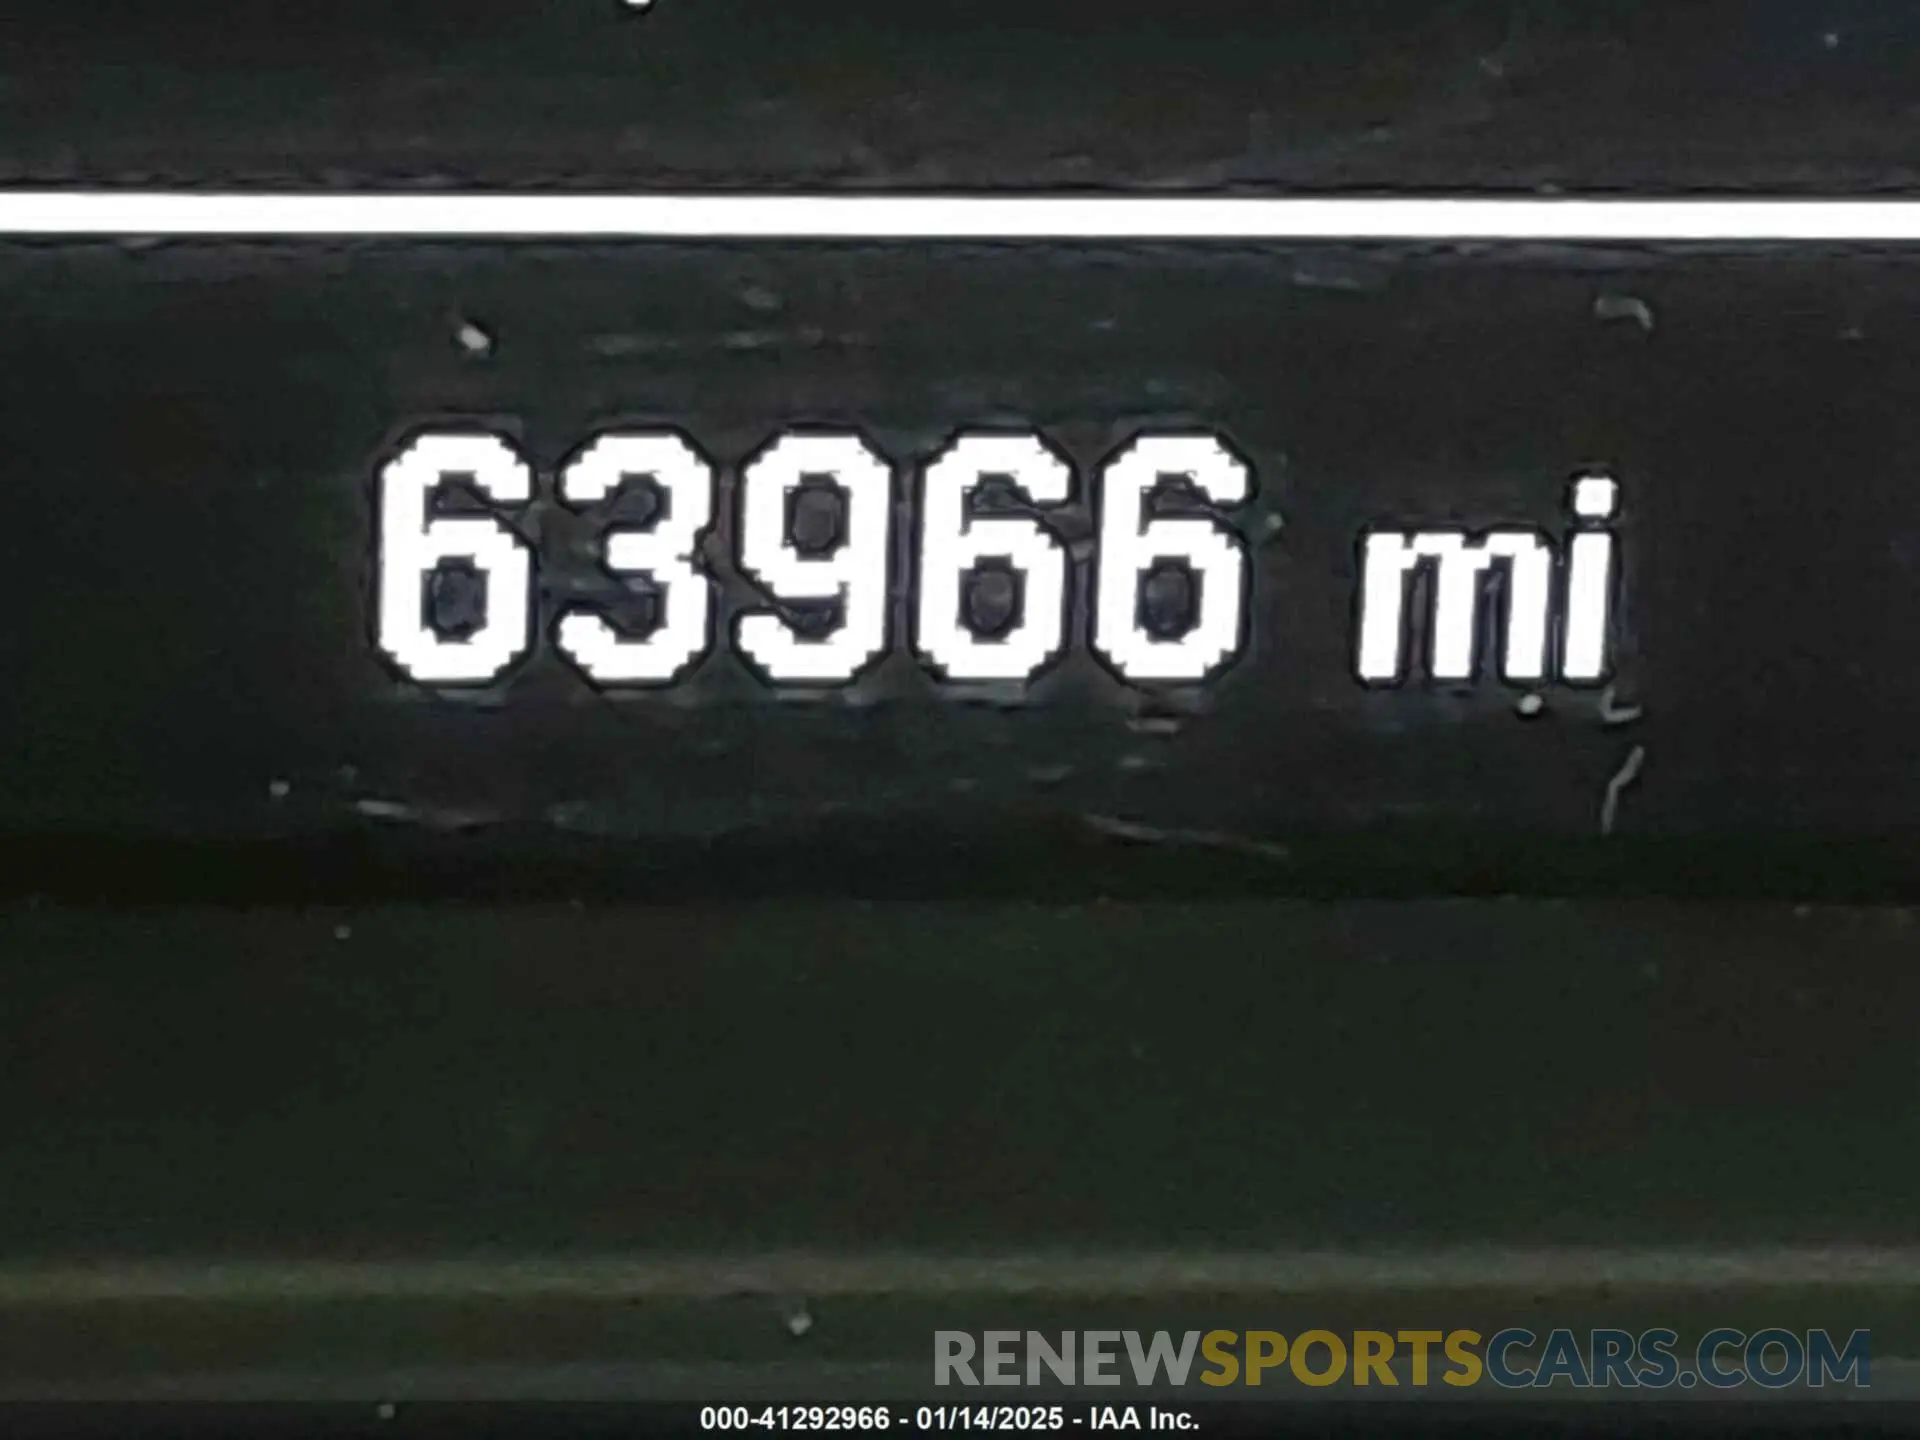 63966 mi
RENEWSPORTSCARS.COM
000-41292966 - 01/14/2025 - IAA Inc.